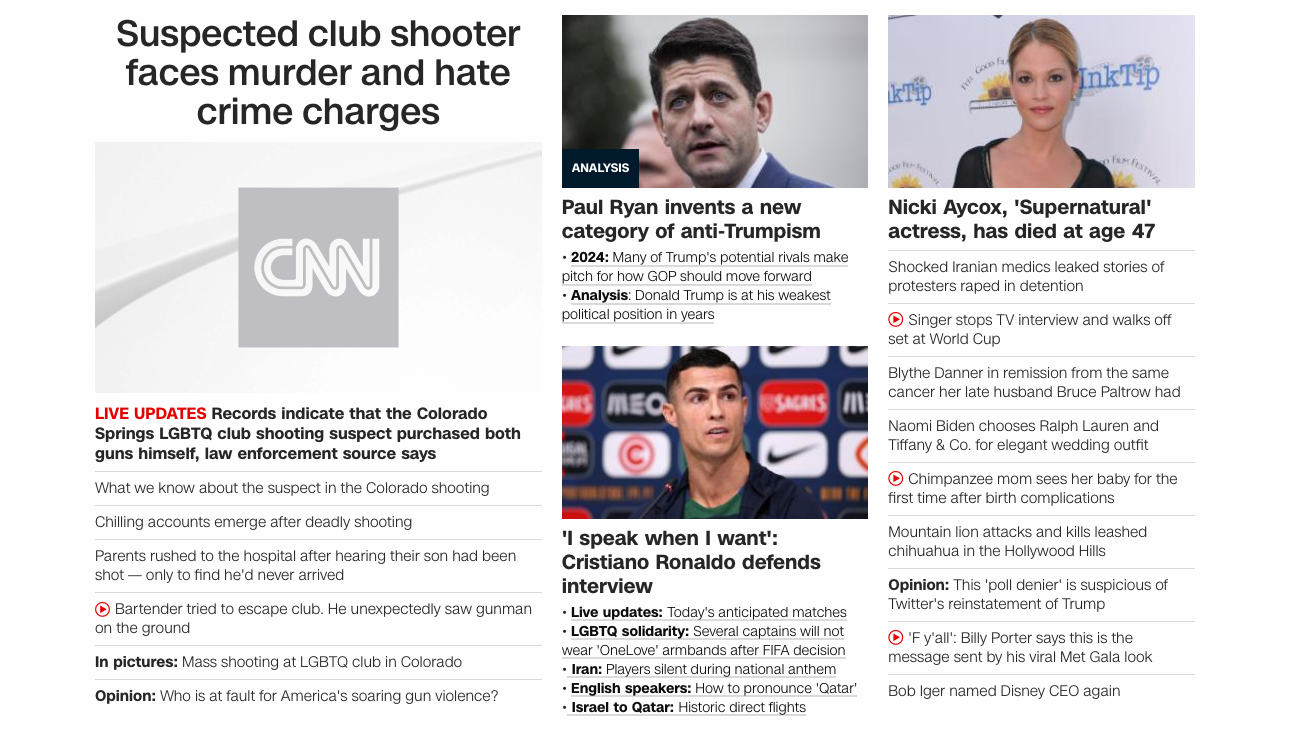 Suspected club shooter
faces murder and hate
crime charges
CNN
LIVE UPDATES Records indicate that the Colorado
Springs LGBTQ club shooting suspect purchased both
guns himself, law enforcement source says
What we know about the suspect in the Colorado shooting
Chilling accounts emerge after deadly shooting
Parents rushed to the hospital after hearing their son had been
shot — only to find he'd never arrived
Bartender tried to escape club. He unexpectedly saw gunman
on the ground
In pictures: Mass shooting at LGBTQ club in Colorado
Opinion: Who is at fault for America's soaring gun violence?
ANALYSIS
Paul Ryan invents a new
category of anti-Trumpism
• 2024: Many of Trump's potential rivals make
pitch for how GOP should move forward
• Analysis: Donald Trump is at his weakest
political position in years
MEO
SAGRES
'I speak when I want':
Cristiano Ronaldo defends
interview
• Live updates: Today's anticipated matches
• LGBTQ solidarity: Several captains will not
wear 'OneLove' armbands after FIFA decision
• Iran: Players silent during national anthem
• English speakers: How to pronounce 'Qatar'
• Israel to Qatar: Historic direct flights
InkTip
Nicki Aycox, 'Supernatural'
actress, has died at age 47
Shocked Iranian medics leaked stories of
protesters raped in detention
Singer stops TV interview and walks off
set at World Cup
Blythe Danner in remission from the same
cancer her late husband Bruce Paltrow had
Naomi Biden chooses Ralph Lauren and
Tiffany & Co. for elegant wedding outfit
Chimpanzee mom sees her baby for the
first time after birth complications
Mountain lion attacks and kills leashed
chihuahua in the Hollywood Hills
Opinion: This 'poll denier' is suspicious of
Twitter's reinstatement of Trump
'F y'all': Billy Porter says this is the
message sent by his viral Met Gala look
Bob Iger named Disney CEO again